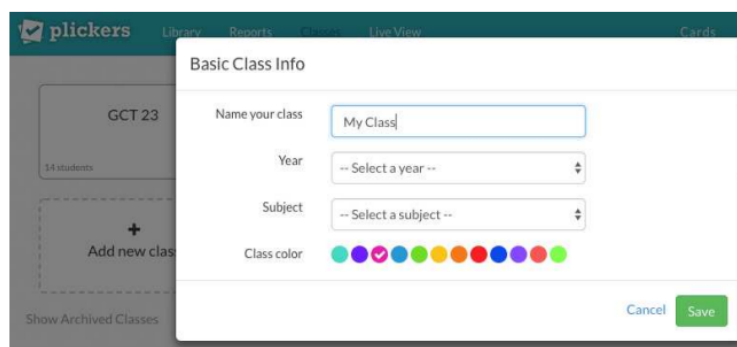 plickers Library Reports Classes Live View Cards
Basic Class Info
GCT 23
14 students
Name your class My Class
Year -- Select a year --
Subject -- Select a subject --
Add new clas
Class color
Show Archived Classes
Cancel Save